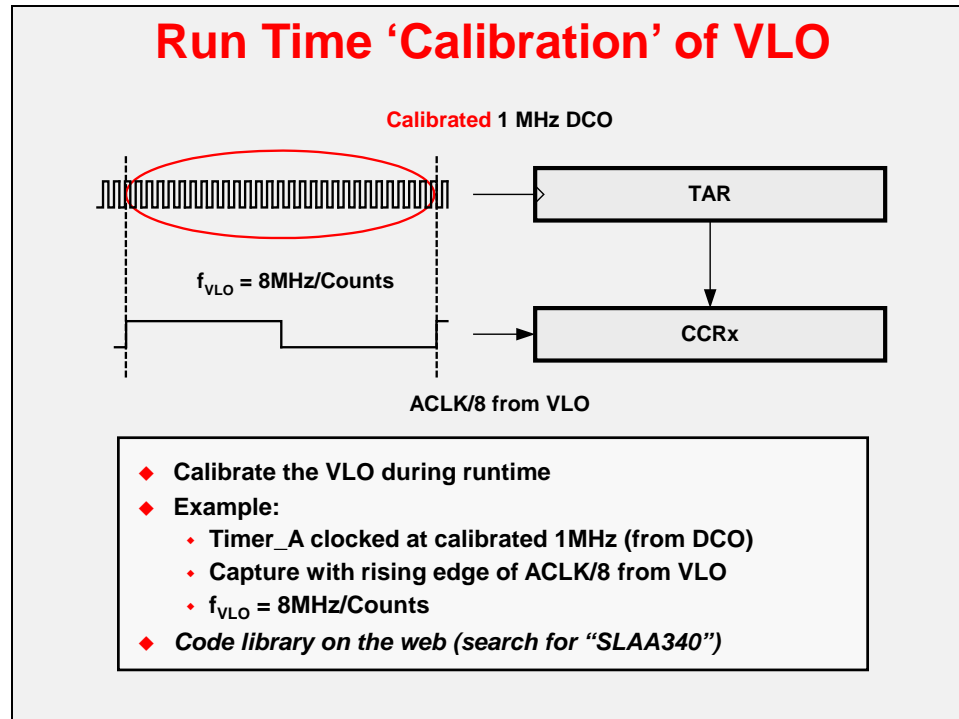 Run Time ‘Calibration’ of VLO
Calibrated 1 MHz DCO
TAR
fVLO = 8MHz/Counts
CCRx
ACLK/8 from VLO
◆ Calibrate the VLO during runtime
◆ Example:
◆ Timer_A clocked at calibrated 1MHz (from DCO)
◆ Capture with rising edge of ACLK/8 from VLO
◆ fVLO = 8MHz/Counts
◆ Code library on the web (search for “SLAA340”)